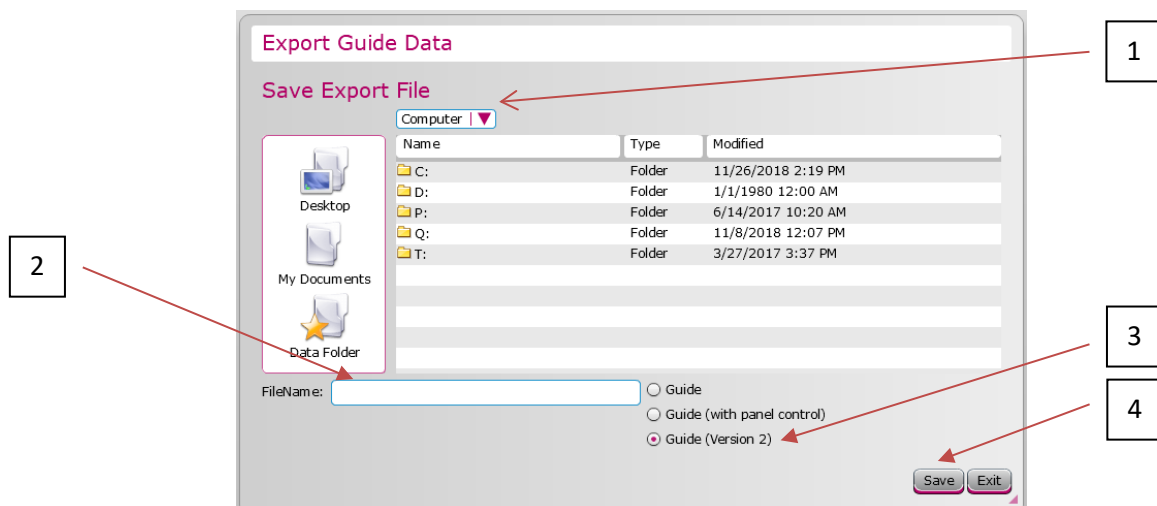 Export Guide Data
1
Save Export File
Computer
Name Type Modified
C: Folder 11/26/2018 2:19 PM
D: Folder 1/1/1980 12:00 AM
P: Folder 6/14/2017 10:20 AM
Q: Folder 11/8/2018 12:07 PM
T: Folder 3/27/2017 3:37 PM
Desktop
My Documents
Data Folder
2
FileName:
Guide
Guide (with panel control)
Guide (Version 2)
3
4
Save Exit